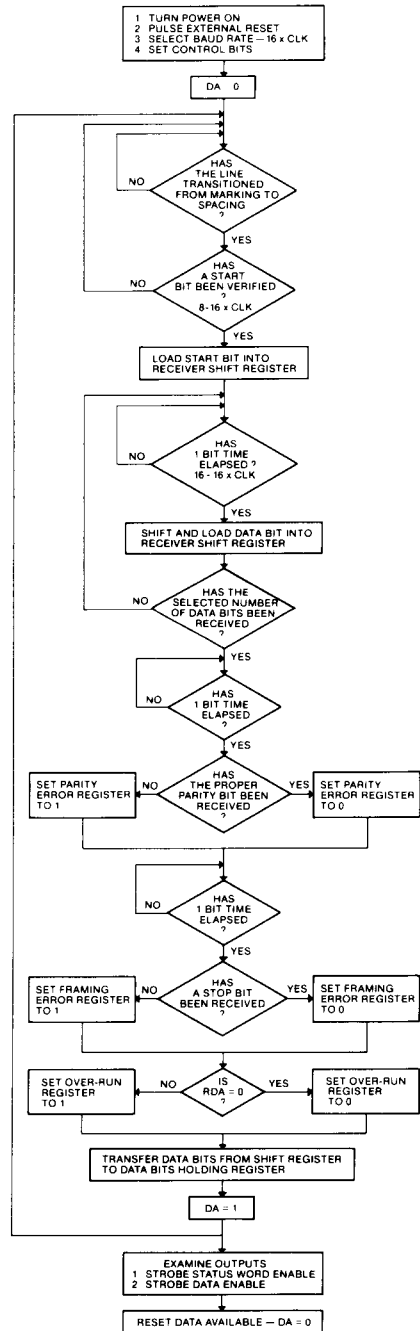 1 TURN POWER ON
2 PULSE EXTERNAL RESET
3 SELECT BAUD RATE — 16 x CLK
4 SET CONTROL BITS
DA 0
HAS
THE LINE
TRANSITIONED
FROM MARKING TO
SPACING
?
NO
YES
HAS
A START
BIT BEEN VERIFIED
?
8-16 x CLK
NO
YES
LOAD START BIT INTO
RECEIVER SHIFT REGISTER
HAS
1 BIT TIME
ELAPSED ?
16 - 16 x CLK
NO
YES
SHIFT AND LOAD DATA BIT INTO
RECEIVER SHIFT REGISTER
HAS THE
SELECTED NUMBER
OF DATA BITS BEEN
RECEIVED
?
NO
YES
HAS
1 BIT TIME
ELAPSED
?
NO
YES
HAS
THE PROPER
PARITY BIT BEEN
RECEIVED
?
NO
YES
SET PARITY
ERROR REGISTER
TO 1
SET PARITY
ERROR REGISTER
TO 0
HAS
1 BIT TIME
ELAPSED
?
NO
YES
HAS
A STOP BIT
BEEN RECEIVED
?
NO
YES
SET FRAMING
ERROR REGISTER
TO 1
SET FRAMING
ERROR REGISTER
TO 0
IS
RDA = 0
?
NO
YES
SET OVER-RUN
REGISTER
TO 1
SET OVER-RUN
REGISTER
TO 0
TRANSFER DATA BITS FROM SHIFT REGISTER
TO DATA BITS HOLDING REGISTER
DA = 1
EXAMINE OUTPUTS
1 STROBE STATUS WORD ENABLE
2 STROBE DATA ENABLE
RESET DATA AVAILABLE — DA = 0